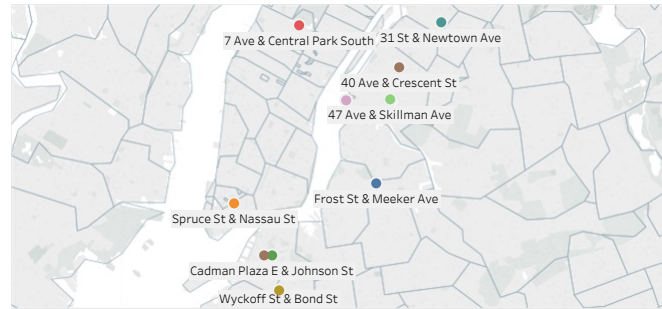 7 Ave & Central Park South
31 St & Newtown Ave
40 Ave & Crescent St
47 Ave & Skillman Ave
Frost St & Meeker Ave
Spruce St & Nassau St
Cadman Plaza E & Johnson St
Wyckoff St & Bond St